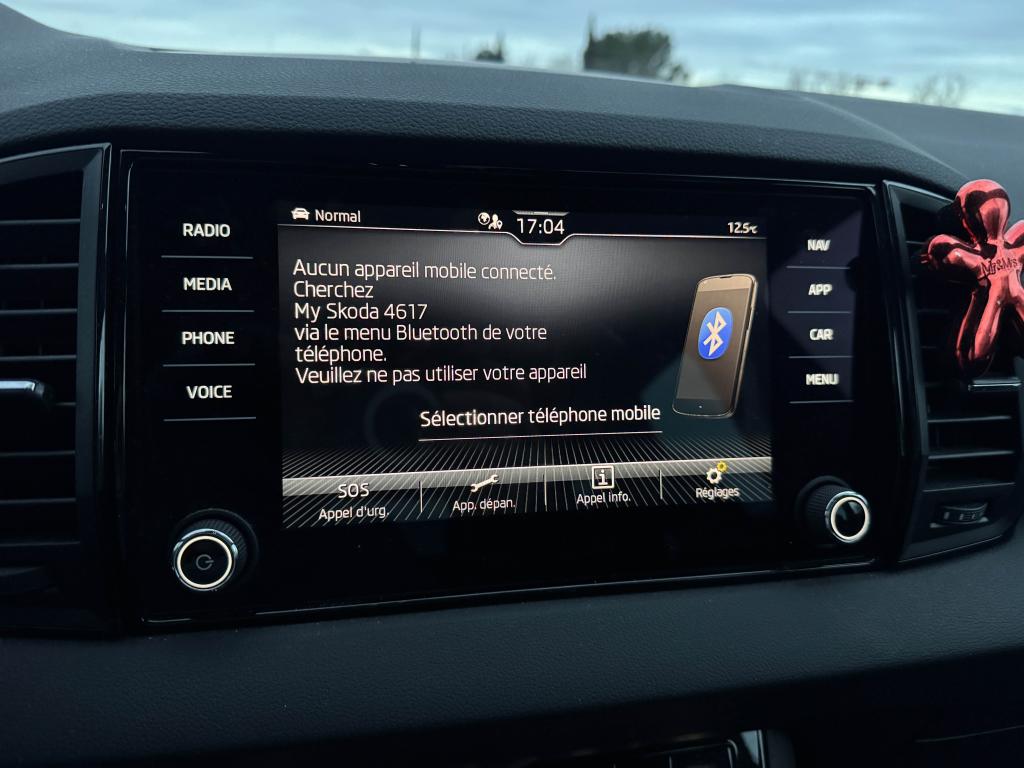 Normal
17:04
12.5°C
RADIO
MEDIA
PHONE
VOICE
Aucun appareil mobile connecté.
Cherchez
My Skoda 4617
via le menu Bluetooth de votre
téléphone.
Veuillez ne pas utiliser votre appareil
Sélectionner téléphone mobile
SOS
Appel d'urg.
App. dépan.
i
Appel info.
Réglages
NAV
APP
CAR
MENU
Mr&Mrs